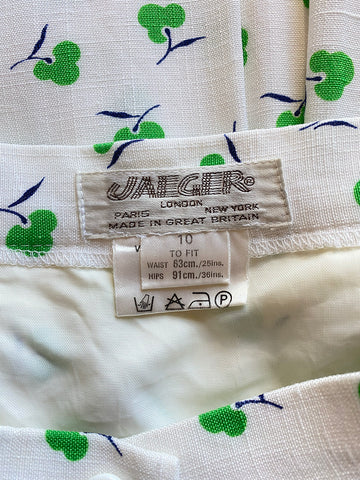 JAEGER®
LONDON
PARIS NEW YORK
MADE IN GREAT BRITAIN
10
TO FIT
WAIST 63cm./25ins.
HIPS 91cm./36ins.
A
P